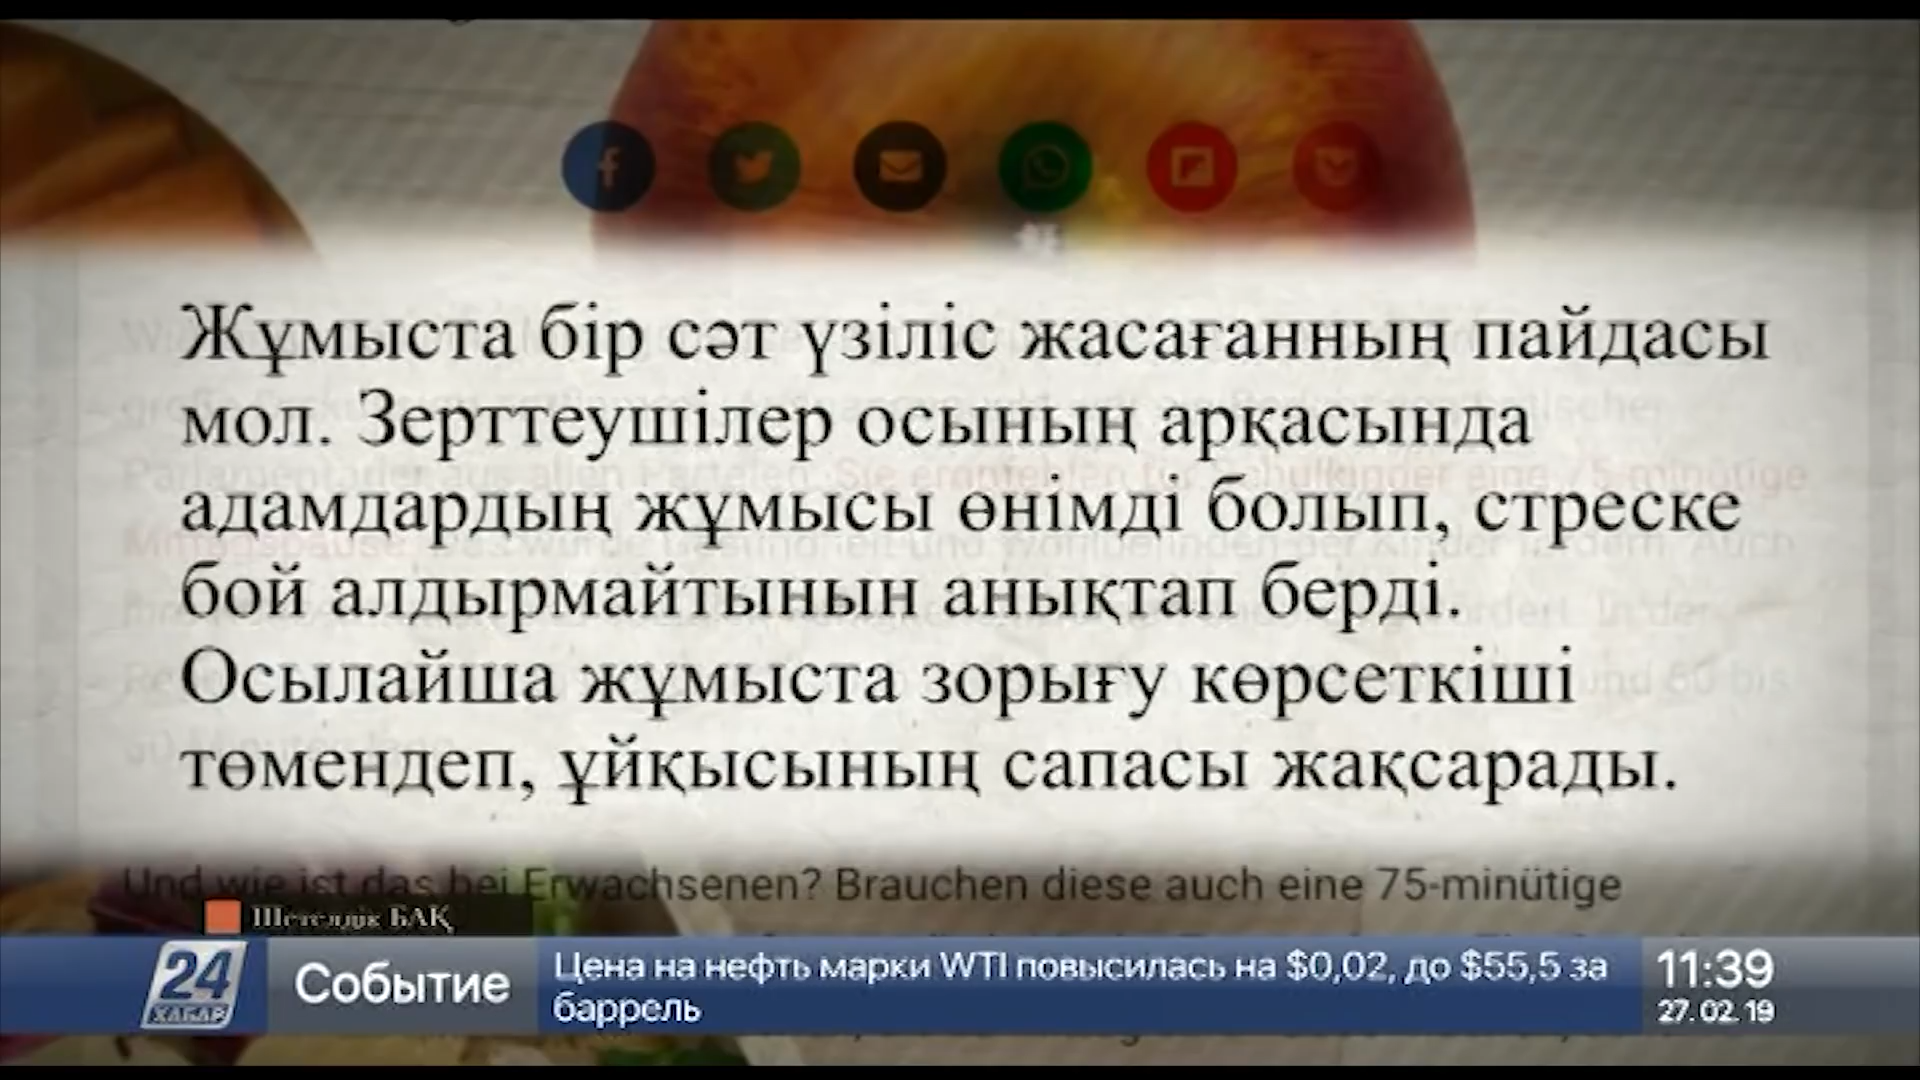 Жұмыста бір сәт үзіліс жасағанның пайдасы
мол. Зерттеушілер осының арқасында
адамдардың жұмысы өнімді болып, стреске
бой алдырмайтынын анықтап берді.
Осылайша жұмыста зорығу көрсеткіші
төмендеп, ұйқысының сапасы жақсарады.
Und wie ist das bei Erwachsenen? Brauchen diese auch eine 75-minütige
Шетелдік БАҚ
24
ХАБАР
Событие
Цена на нефть марки WTI повысилась на $0,02, до $55,5 за
баррель
11:39
27.02.19